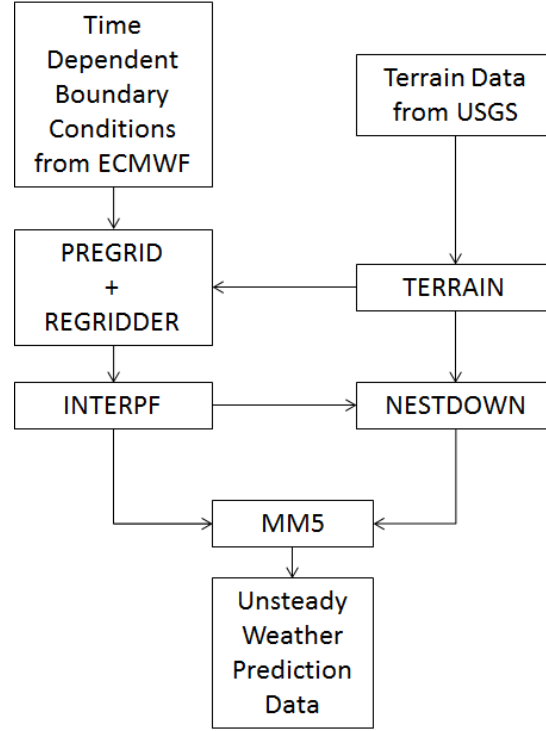 Time
Dependent
Boundary
Conditions
from ECMWF
Terrain Data
from USGS
PREGRID
+
REGRIDDER
TERRAIN
INTERPF
NESTDOWN
MM5
Unsteady
Weather
Prediction
Data